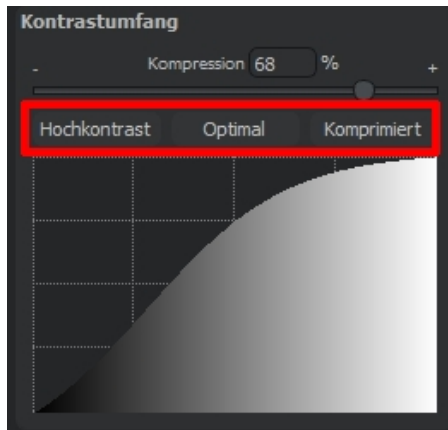 Kontrastumfang
- Kompression 68 % +
Hochkontrast Optimal Komprimiert